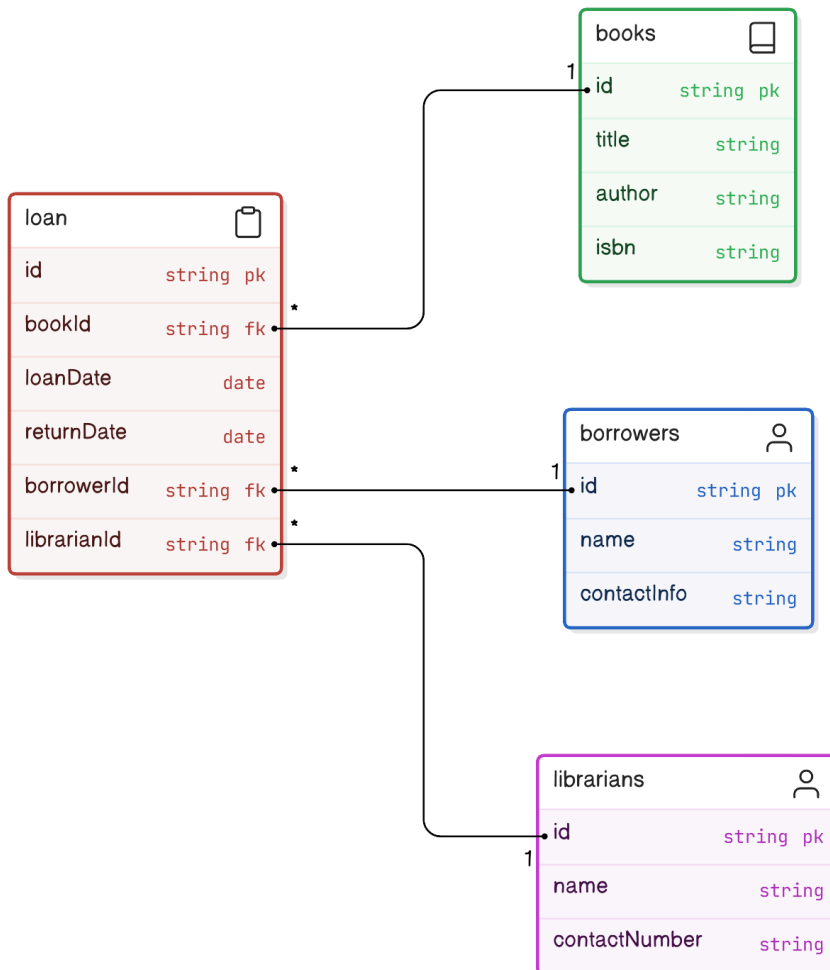 books
1
id string pk
title string
author string
isbn string
loan
id string pk
bookId string fk
*
loanDate date
returnDate date
borrowerId string fk
*
librarianId string fk
*
borrowers
1
id string pk
name string
contactInfo string
librarians
id string pk
1
name string
contactNumber string